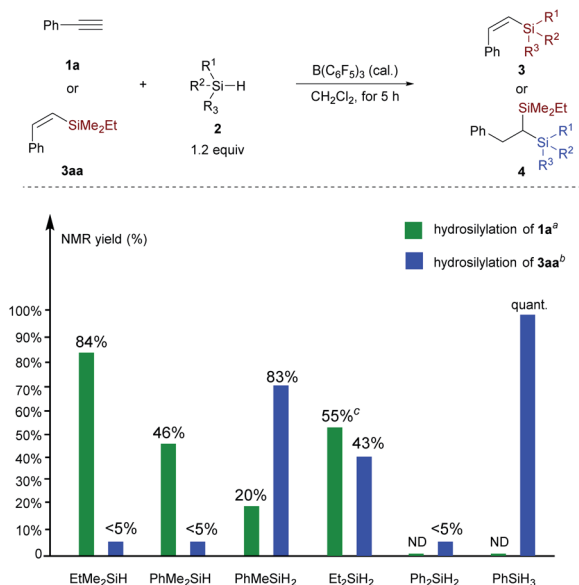 Ph
1a
or
SiMe2Et
Ph
3aa
+
R1
R2 Si H
R3
2
1.2 equiv
B(C6F5)3 (cat.)
CH2Cl2, for 5 h
Ph
Si R1
R2
R3
3
or
SiMe2Et
Ph
Si R1
R2
R3
4
NMR yield (%)
hydrosilylation of 1aᵃ
hydrosilylation of 3aaᵇ
100%
90%
80%
70%
60%
50%
40%
30%
20%
10%
0
84%
<5%
46%
<5%
20%
83%
55%ᶜ
43%
ND
<5%
ND
quant.
EtMe2SiH
PhMe2SiH
PhMeSiH2
Et2SiH2
Ph2SiH2
PhSiH3